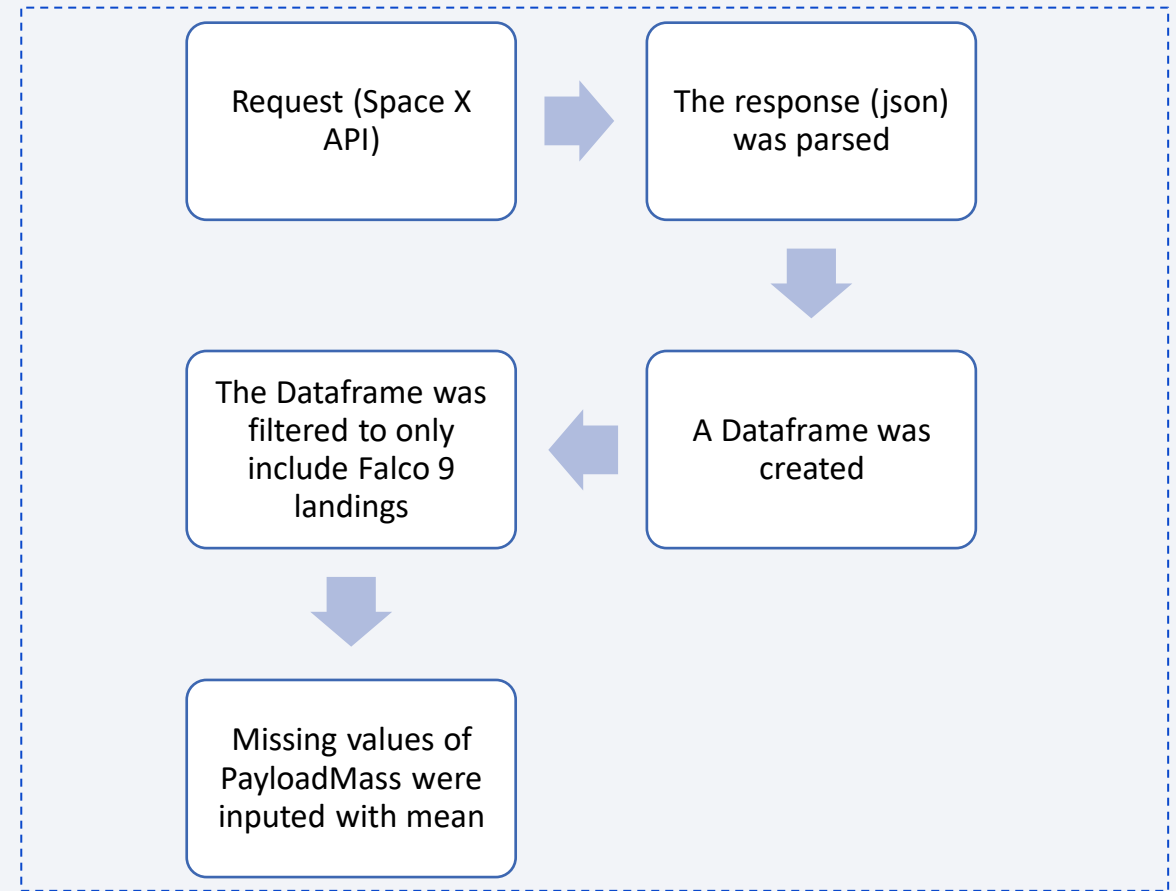 Request (Space X
API)
The response (json)
was parsed
A Dataframe was
created
The Dataframe was
filtered to only
include Falco 9
landings
Missing values of
PayloadMass were
inputed with mean